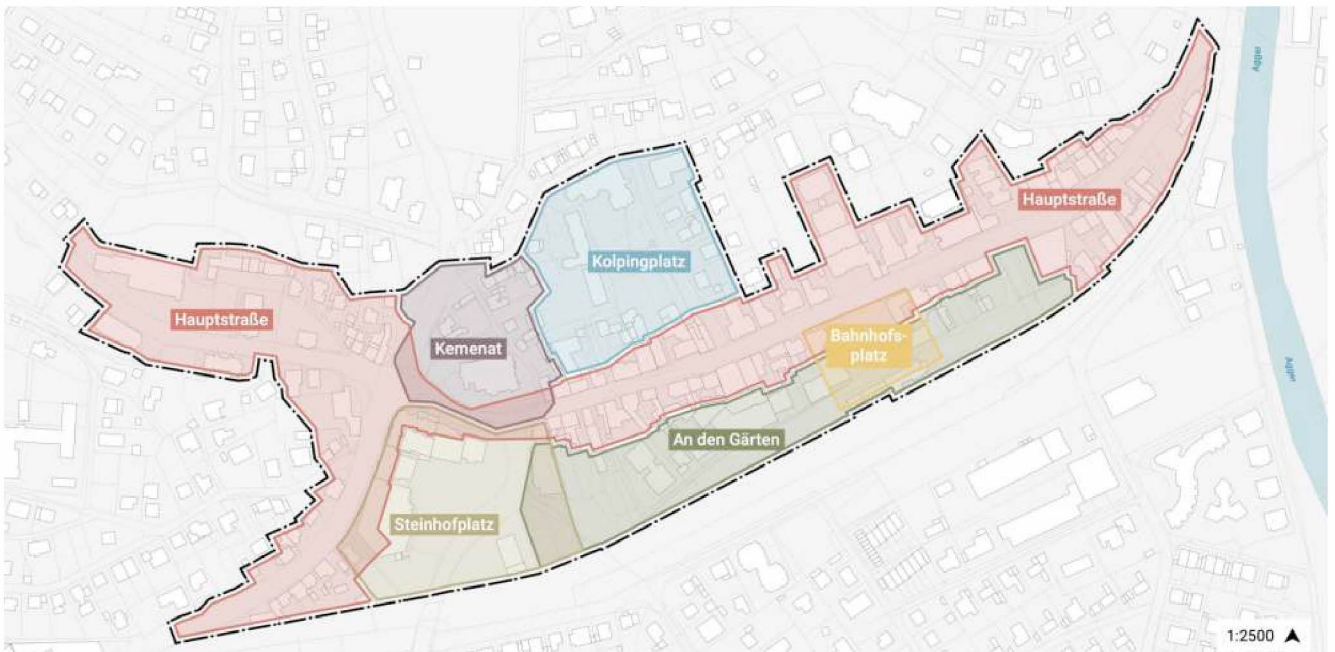 Agger
Hauptstraße
Kolpingplatz
Hauptstraße
Kemenat
Bahnhofs-
platz
An den Gärten
Steinhofplatz
Agger
1:2500